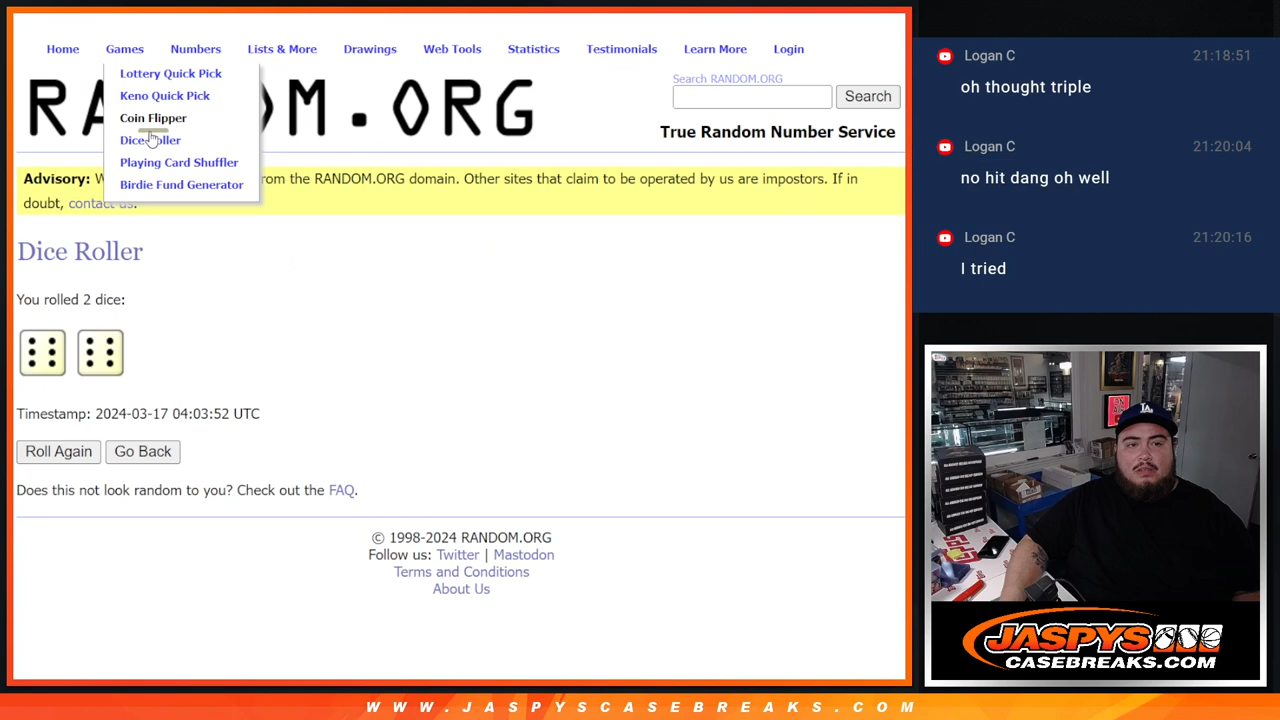 Home Games Numbers Lists & More Drawings Web Tools Statistics Testimonials Learn More Login
Lottery Quick Pick
Keno Quick Pick
Coin Flipper
Dice Roller
Playing Card Shuffler
Birdie Fund Generator
RANDOM.ORG
Search RANDOM.ORG
Search
True Random Number Service
Advisory: W from the RANDOM.ORG domain. Other sites that claim to be operated by us are impostors. If in
doubt, contact us.
Dice Roller
You rolled 2 dice:
Timestamp: 2024-03-17 04:03:52 UTC
Roll Again Go Back
Does this not look random to you? Check out the FAQ.
© 1998-2024 RANDOM.ORG
Follow us: Twitter | Mastodon
Terms and Conditions
About Us
Logan C 21:18:51
oh thought triple
Logan C 21:20:04
no hit dang oh well
Logan C 21:20:16
I tried
JASPYS
CASEBREAKS.COM
WWW.JASPYSCASEBREAKS.COM